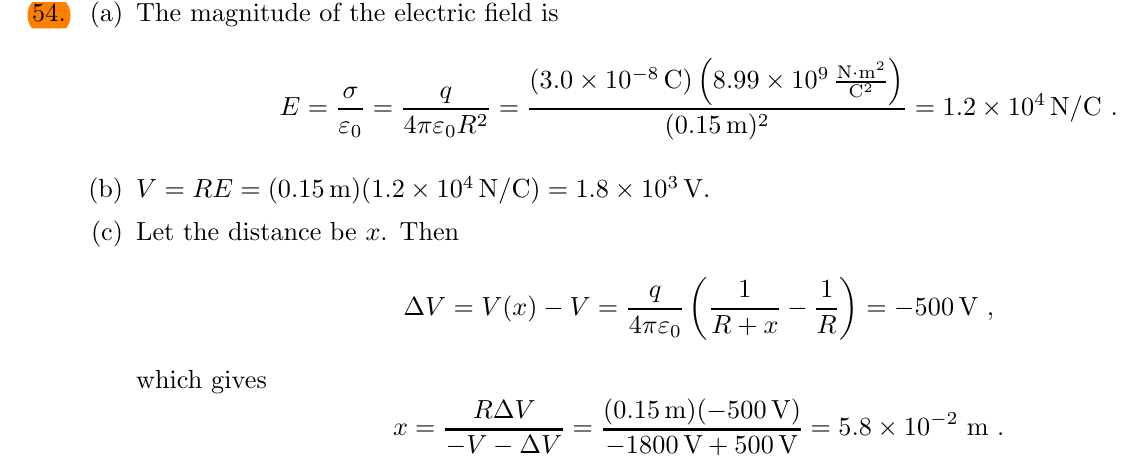 54. (a) The magnitude of the electric field is
E = σ/ε₀ = q/(4πε₀R²) = (3.0 × 10⁻⁸ C) (8.99 × 10⁹ N·m²/C²)/(0.15 m)² = 1.2 × 10⁴ N/C .
(b) V = RE = (0.15 m)(1.2 × 10⁴ N/C) = 1.8 × 10³ V.
(c) Let the distance be x. Then
ΔV = V(x) − V = q/(4πε₀) (1/(R + x) − 1/R) = −500 V ,
which gives
x = RΔV/(−V − ΔV) = (0.15 m)(−500 V)/(−1800 V + 500 V) = 5.8 × 10⁻² m .